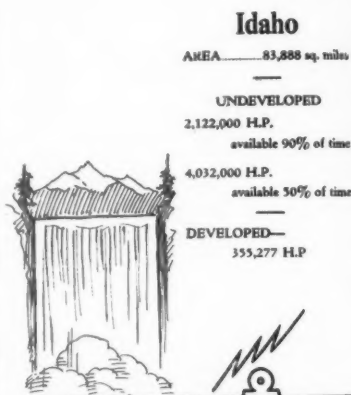 Idaho
AREA........83,888 sq. miles
UNDEVELOPED
2,122,000 H.P.
available 90% of time
4,032,000 H.P.
available 50% of time
DEVELOPED—
355,277 H.P